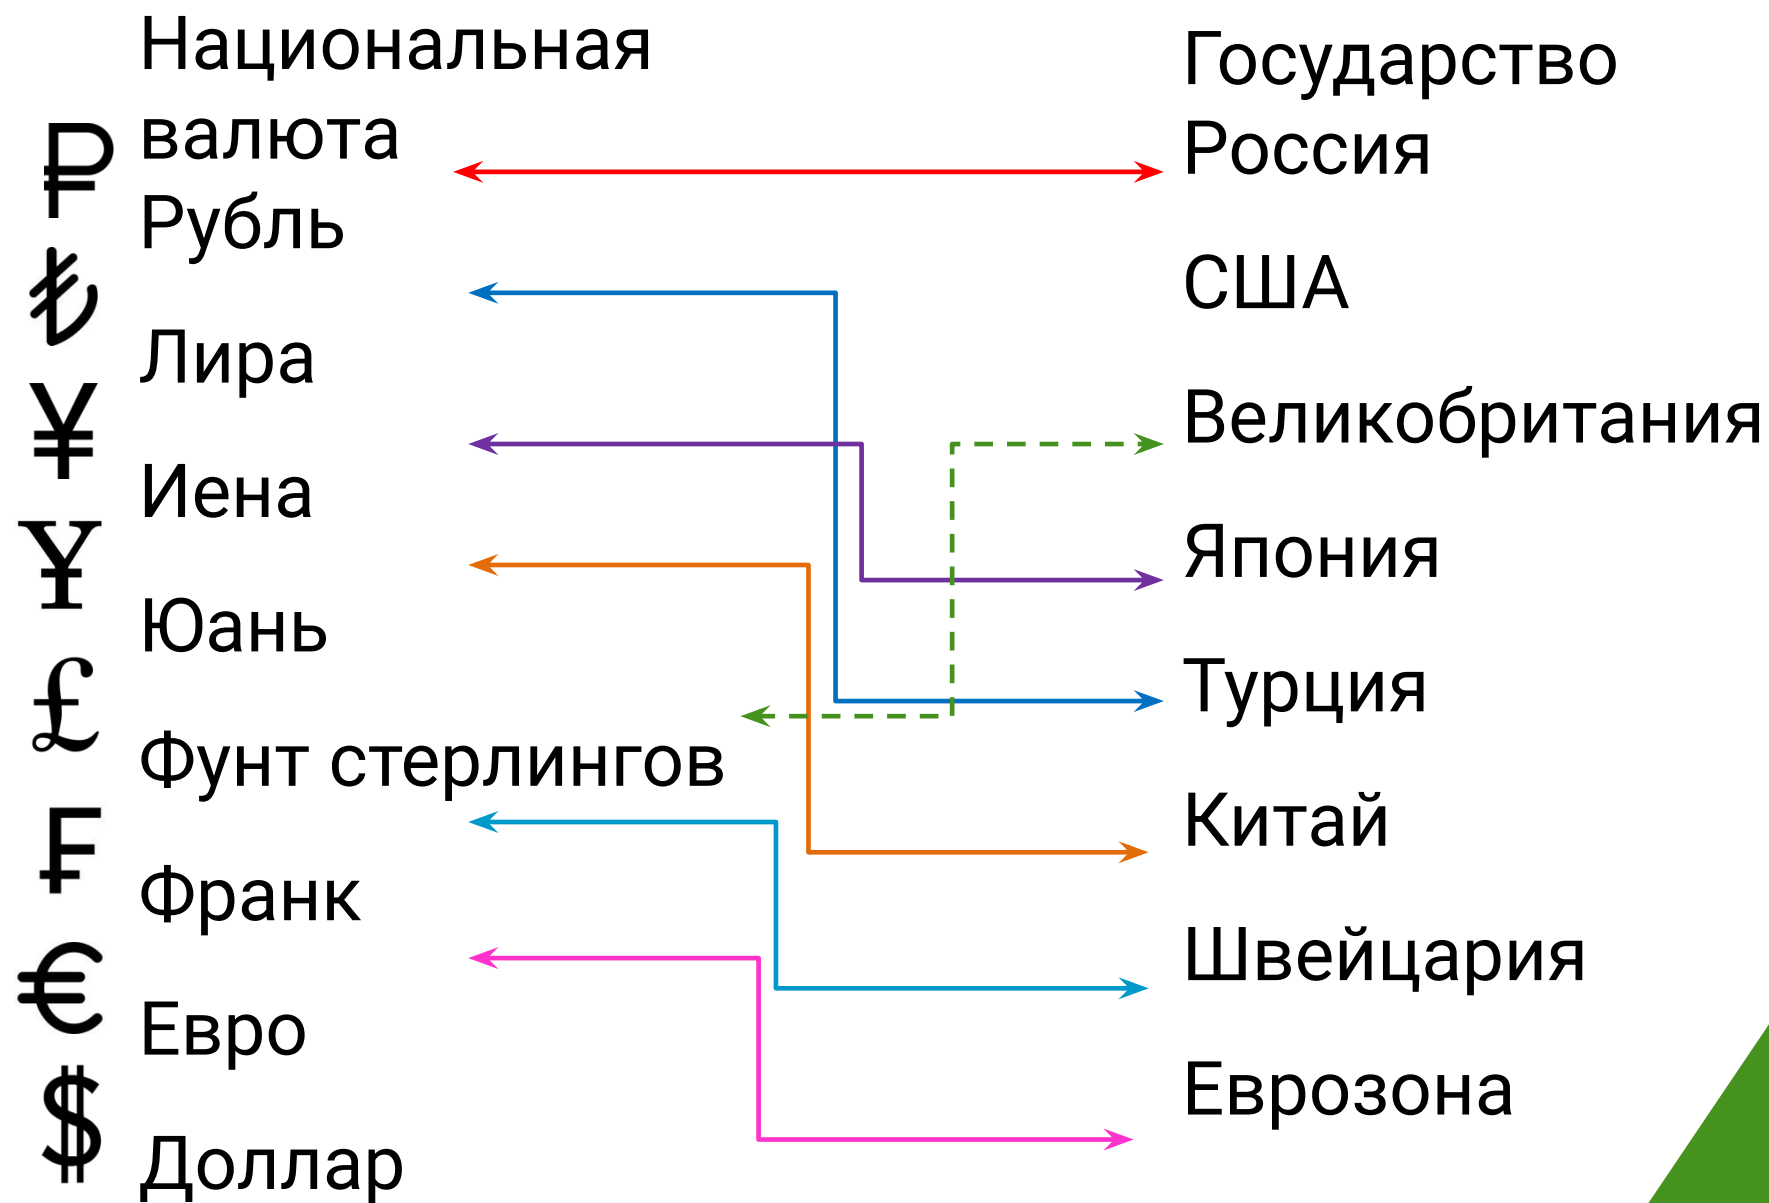 Национальная
валюта
Рубль
Лира
Иена
Юань
Фунт стерлингов
Франк
Евро
Доллар
Государство
Россия
США
Великобритания
Япония
Турция
Китай
Швейцария
Еврозона
₽
₺
¥
¥
£
₣
€
$